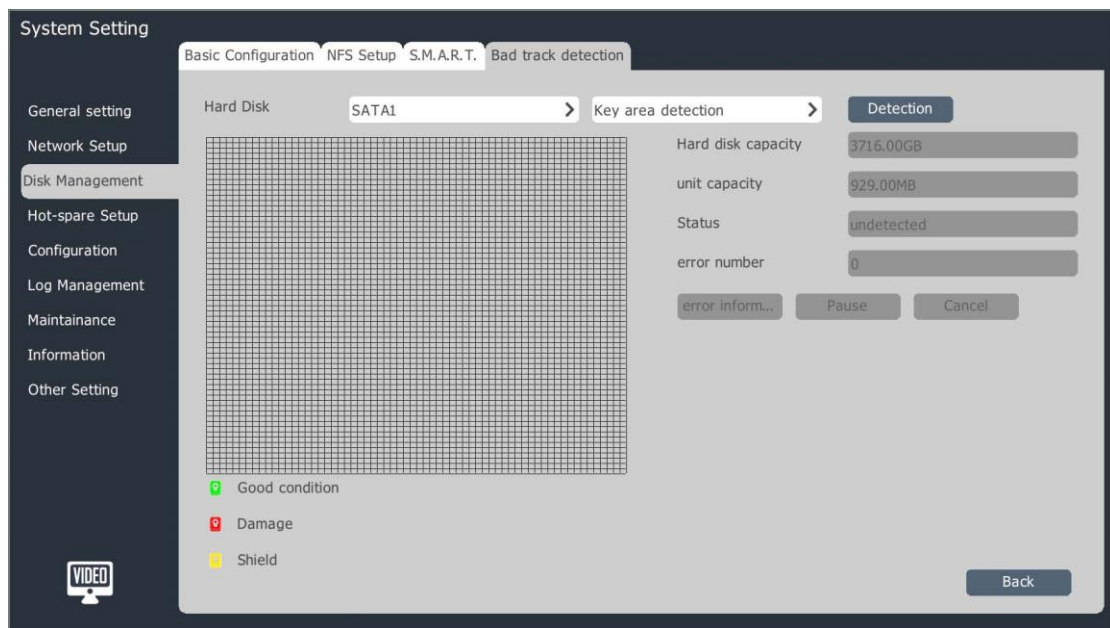 System Setting
Basic Configuration NFS Setup S.M.A.R.T. Bad track detection
General setting
Network Setup
Disk Management
Hot-spare Setup
Configuration
Log Management
Maintainance
Information
Other Setting
VIDEO
Hard Disk SATA1 Key area detection Detection
Hard disk capacity 3716.00GB
unit capacity 929.00MB
Status undetected
error number 0
error inform... Pause Cancel
Good condition
Damage
Shield
Back